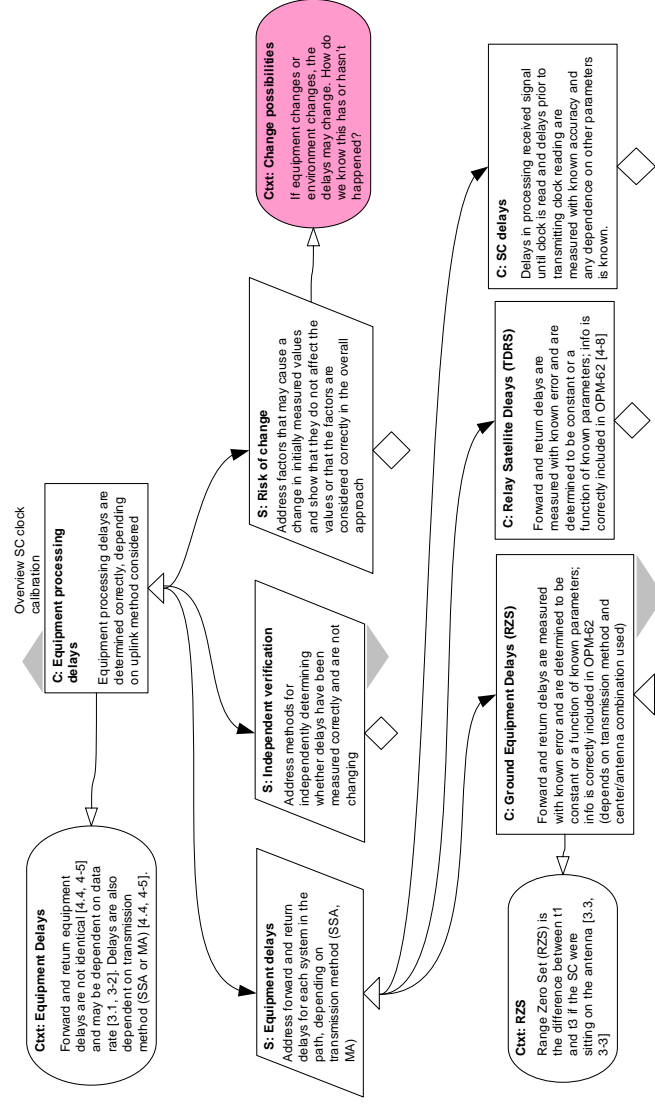 Overview SC clock
calibration
C: Equipment processing
delays
Equipment processing delays are
determined correctly, depending
on uplink method considered
Ctxt: Equipment Delays
Forward and return equipment
delays are not identical [4.4, 4-5]
and may be dependent on data
rate [3.1, 3-2]. Delays are also
dependent on transmission
method (SSA or MA) [4.4, 4-5].
S: Equipment delays
Address forward and return
delays for each system in the
path, depending on
transmission method (SSA,
MA)
S: Independent verification
Address methods for
independently determining
whether delays have been
measured correctly and are not
changing
S: Risk of change
Address factors that may cause a
change in initially measured values
and show that they do not affect the
values or that the factors are
considered correctly in the overall
approach
Ctxt: Change possibilities
If equipment changes or
environment changes, the
delays may change. How do
we know this has or hasn't
happened?
Ctxt: RZS
Range Zero Set (RZS) is
the difference between t1
and t3 if the SC were
sitting on the antenna [3.3,
3-3]
C: Ground Equipment Delays (RZS)
Forward and return delays are measured
with known error and are determined to be
constant or a function of known parameters;
info is correctly included in OPM-62
(depends on transmission method and
center/antenna combination used)
C: Relay Satellite Dleays (TDRS)
Forward and return delays are
measured with known error and are
determined to be constant or a
function of known parameters; info is
correctly included in OPM-62 [4-8]
C: SC delays
Delays in processing received signal
until clock is read and delays prior to
transmitting clock reading are
measured with known accuracy and
any dependence on other parameters
is known.